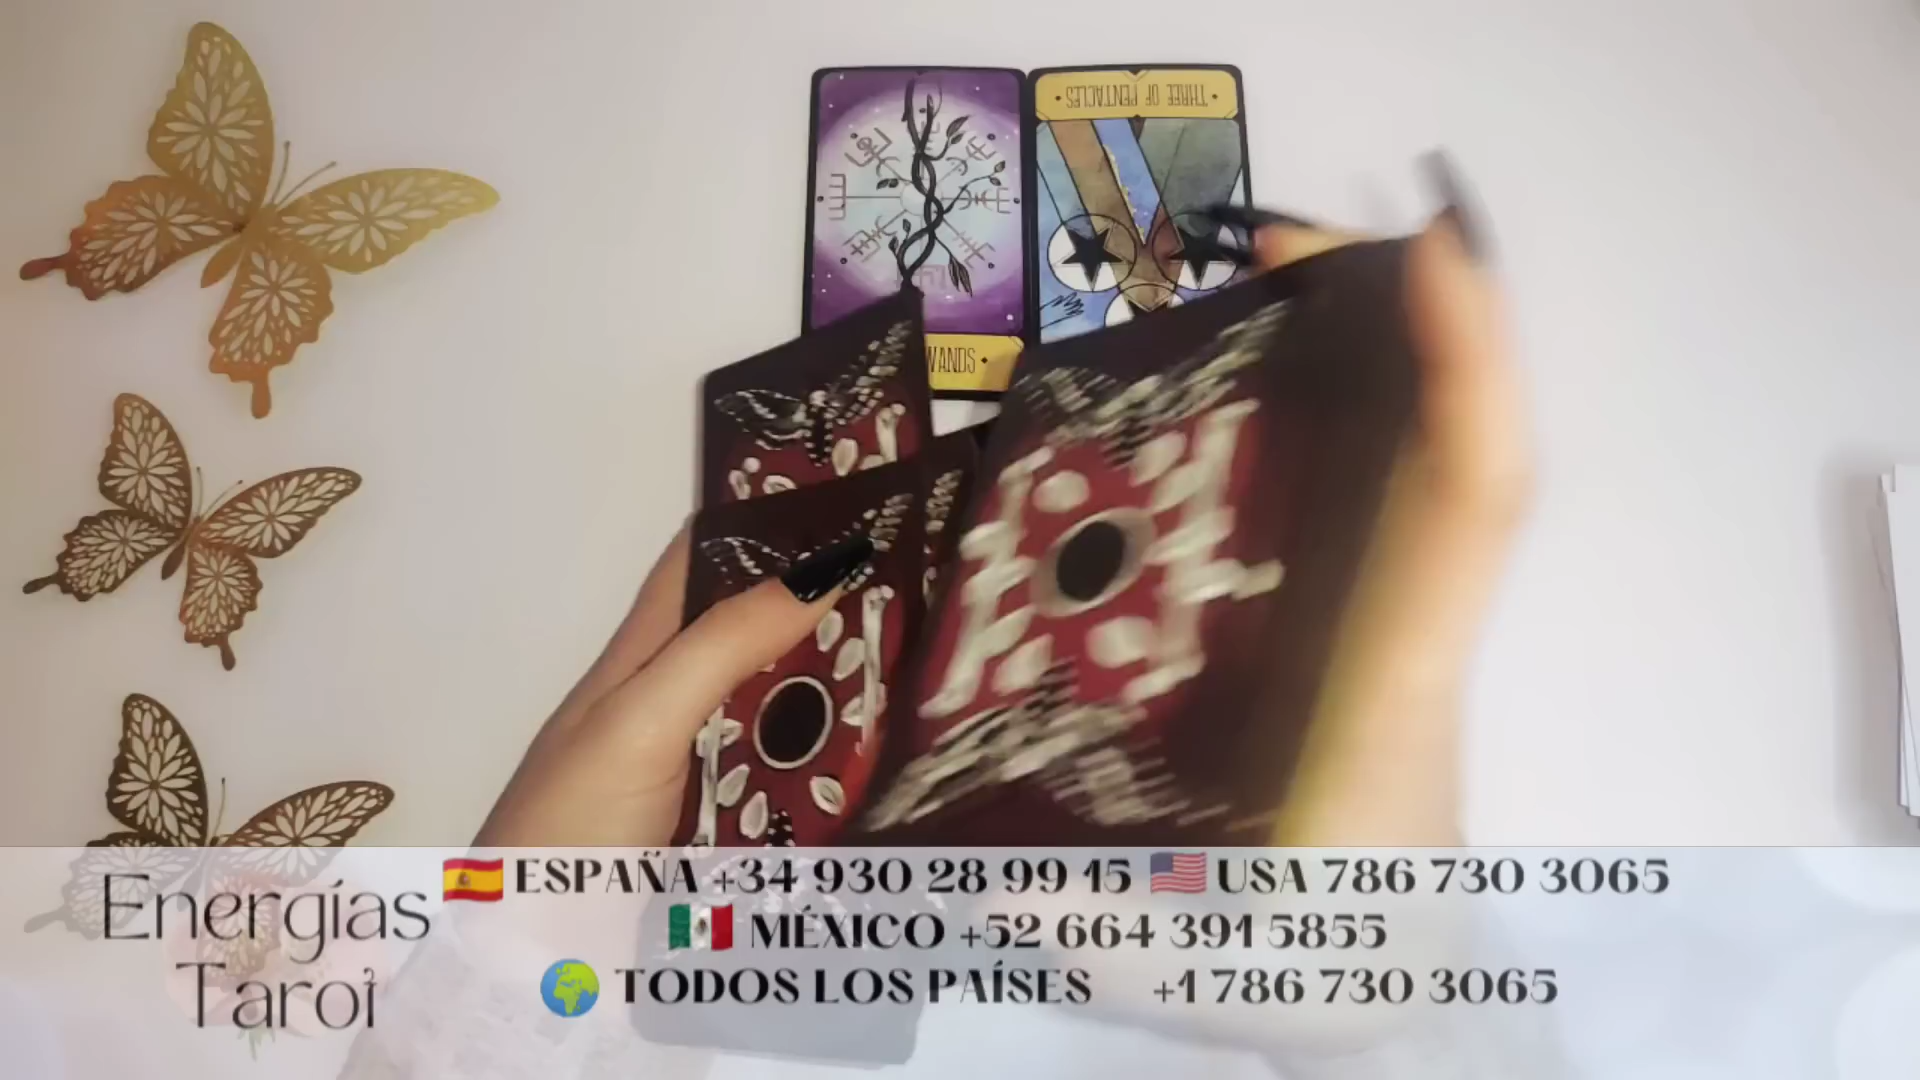 THREE OF PENTACLES
WANDS
Energías
Tarot
ESPAÑA +34 930 28 99 15 USA 786 730 3065
MÉXICO +52 664 391 5855
TODOS LOS PAÍSES +1 786 730 3065